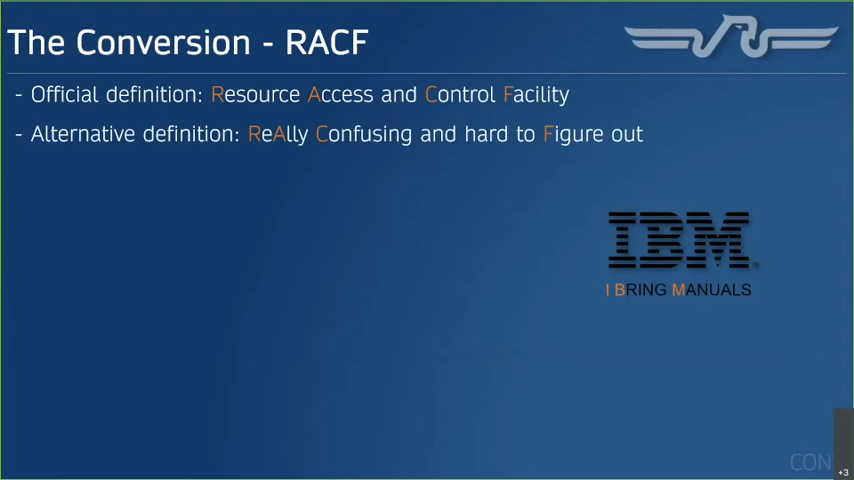 The Conversion - RACF
- Official definition: Resource Access and Control Facility
- Alternative definition: ReAlly Confusing and hard to Figure out
IBM
I BRING MANUALS
CON
+3